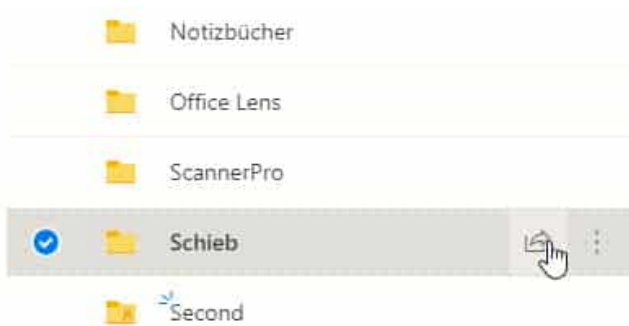 Notizbücher
Office Lens
ScannerPro
Schieb
Second